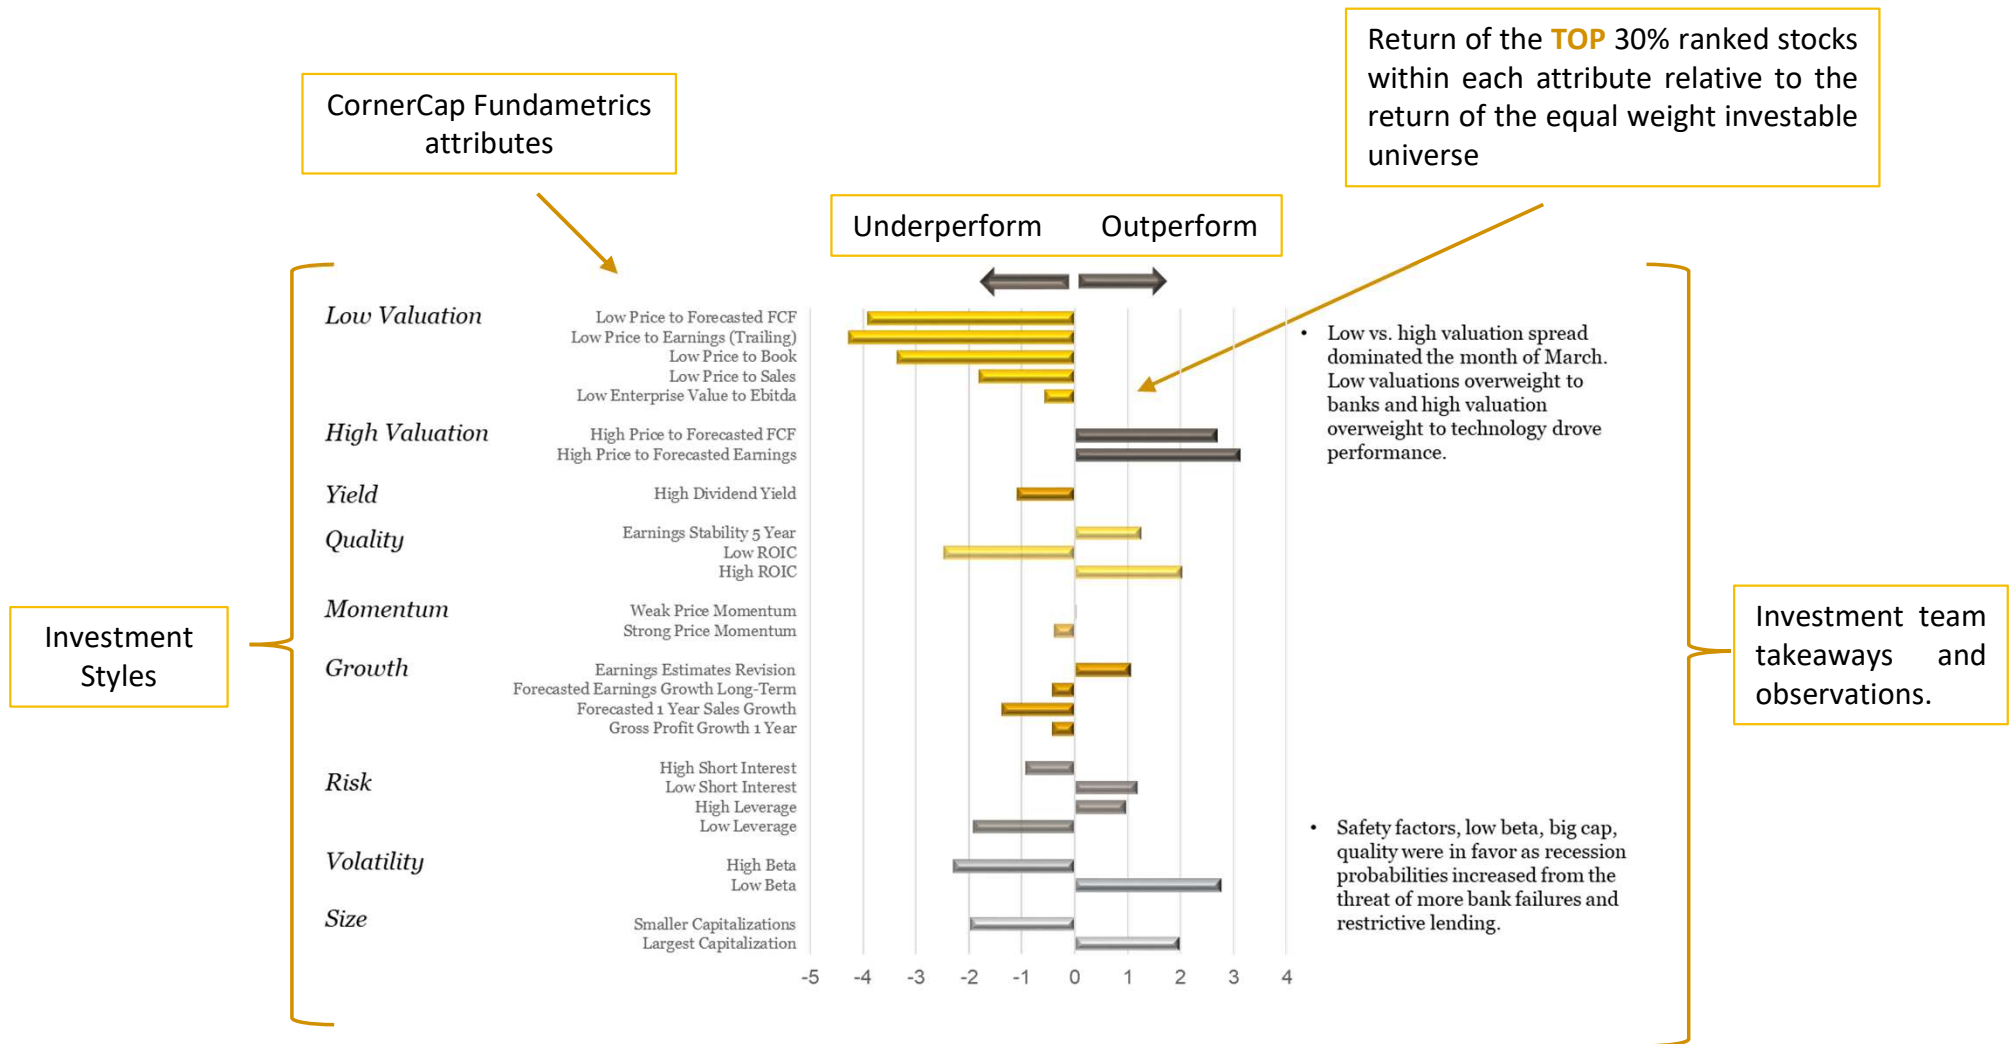 Return of the TOP 30% ranked stocks
within each attribute relative to the
return of the equal weight investable
universe
CornerCap Fundametrics
attributes
Underperform Outperform
Low Valuation
Low Price to Forecasted FCF
Low Price to Earnings (Trailing)
Low Price to Book
Low Price to Sales
Low Enterprise Value to Ebitda
High Valuation
High Price to Forecasted FCF
High Price to Forecasted Earnings
Yield
High Dividend Yield
Quality
Earnings Stability 5 Year
Low ROIC
High ROIC
Momentum
Weak Price Momentum
Strong Price Momentum
Growth
Earnings Estimates Revision
Forecasted Earnings Growth Long-Term
Forecasted 1 Year Sales Growth
Gross Profit Growth 1 Year
Risk
High Short Interest
Low Short Interest
High Leverage
Low Leverage
Volatility
High Beta
Low Beta
Size
Smaller Capitalizations
Largest Capitalization
-5 -4 -3 -2 -1 0 1 2 3 4
• Low vs. high valuation spread
dominated the month of March.
Low valuations overweight to
banks and high valuation
overweight to technology drove
performance.
• Safety factors, low beta, big cap,
quality were in favor as recession
probabilities increased from the
threat of more bank failures and
restrictive lending.
Investment
Styles
Investment team
takeaways and
observations.